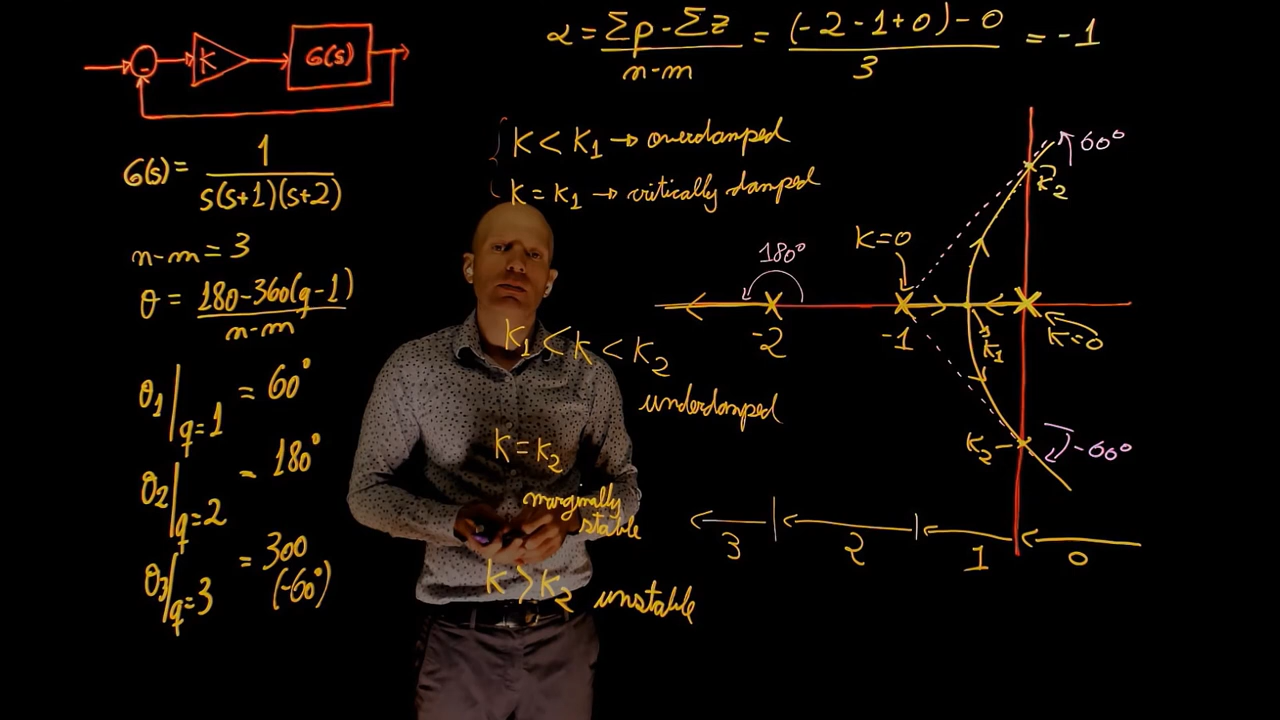 K
G(s)
G(s) = 1 / s(s+1)(s+2)
n-m = 3
θ = 180-360(q-1) / n-m
θ1|q=1 = 60°
θ2|q=2 = 180°
θ3|q=3 = 300
(-60°)
α = Σp - Σz / n-m = (-2-1+0)-0 / 3 = -1
K < K1 → overdamped
K = K1 → critically damped
K1 < K < K2
underdamped
K = K2
marginally
stable
K > K2 unstable
60°
K2
K=0
180°
-2
-1
K1
K=0
K2
-60°
3
2
1
0